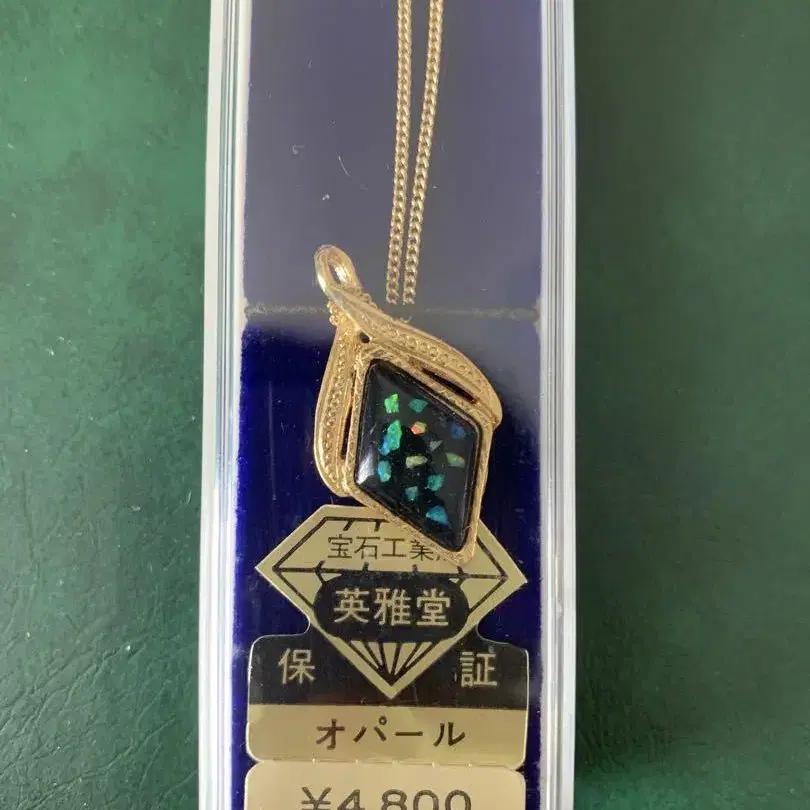 宝石工業
英雅堂
保証
オパール
¥4,800